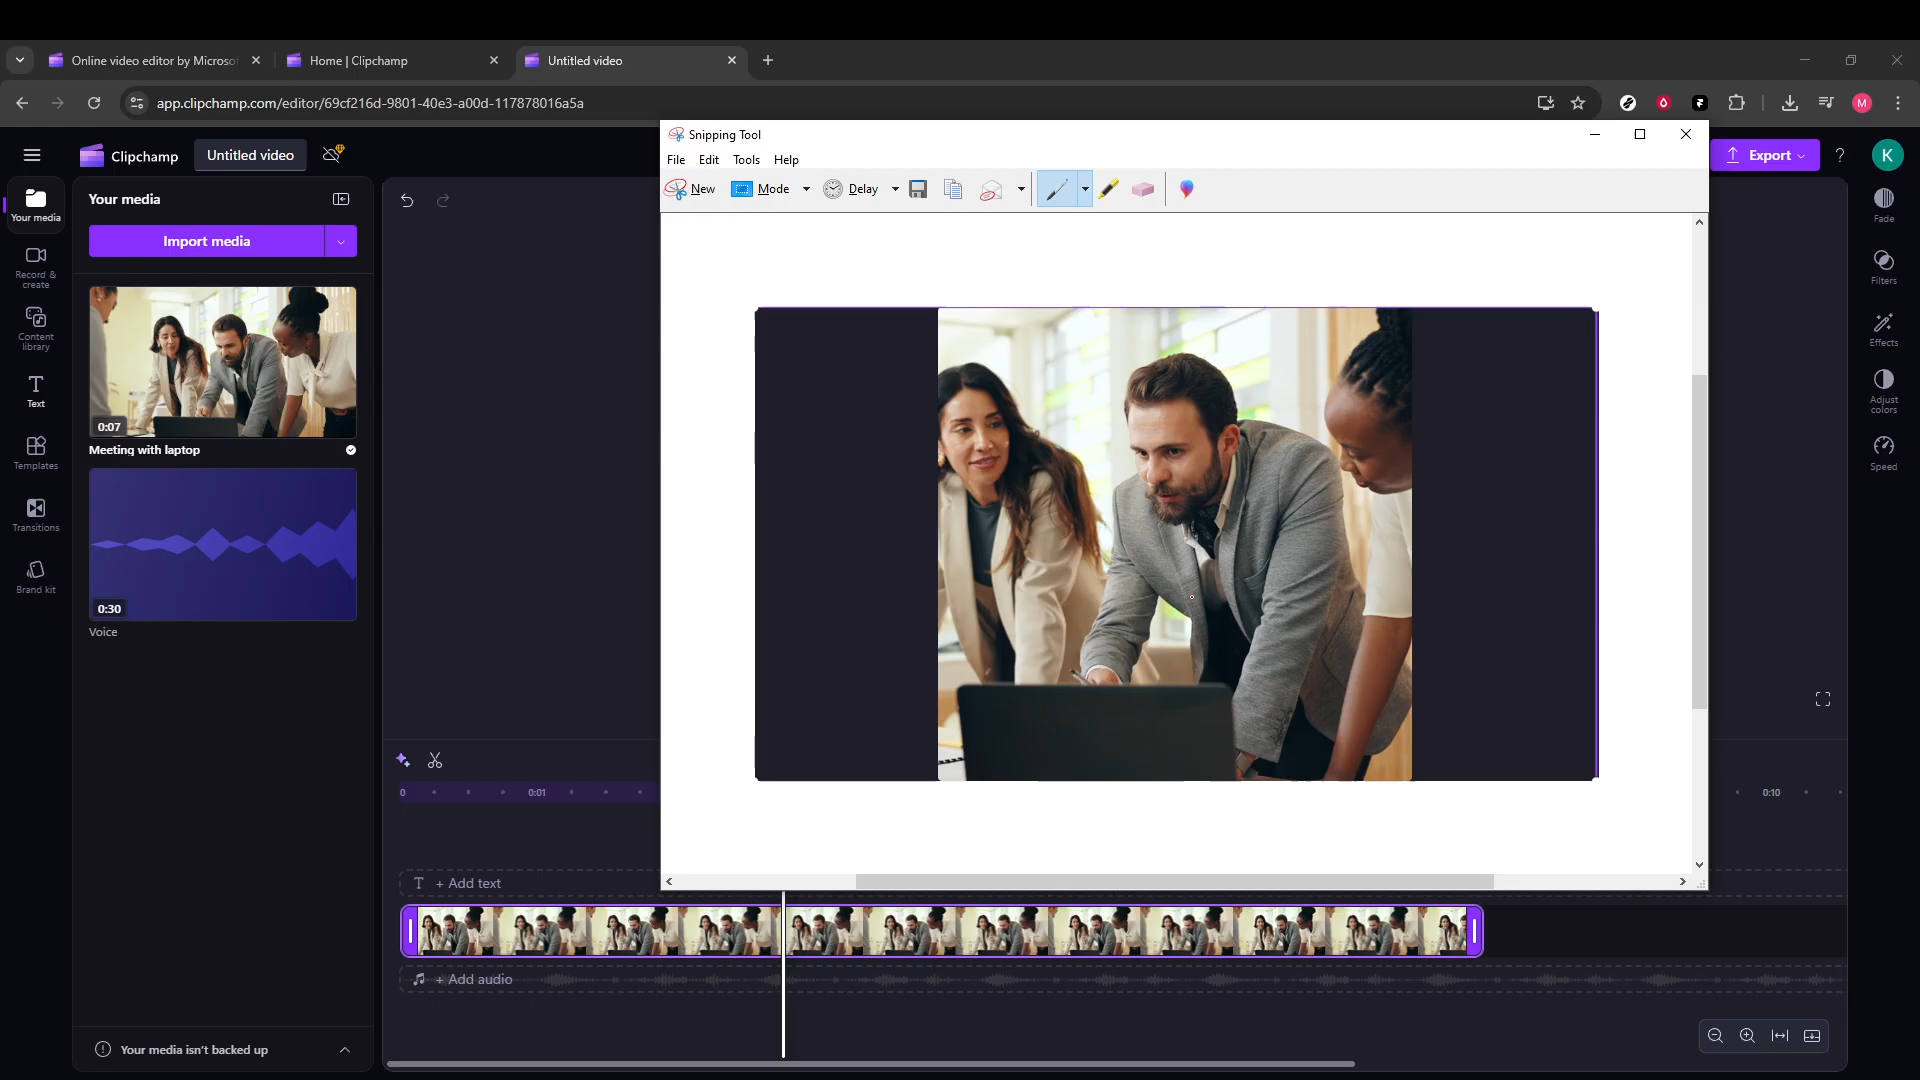 Online video editor by Microso
Home | Clipchamp
Untitled video
app.clipchamp.com/editor/69cf216d-9801-40e3-a00d-117878016a5a
M
Clipchamp
Untitled video
Export
?
K
Snipping Tool
File Edit Tools Help
New
Mode
Delay
Your media
Import media
0:07
Meeting with laptop
0:30
Voice
Your media isn't backed up
Your media
Record &
create
Content
library
Text
Templates
Transitions
Brand kit
Fade
Filters
Effects
Adjust
colors
Speed
0
0:01
0:10
T + Add text
+ Add audio